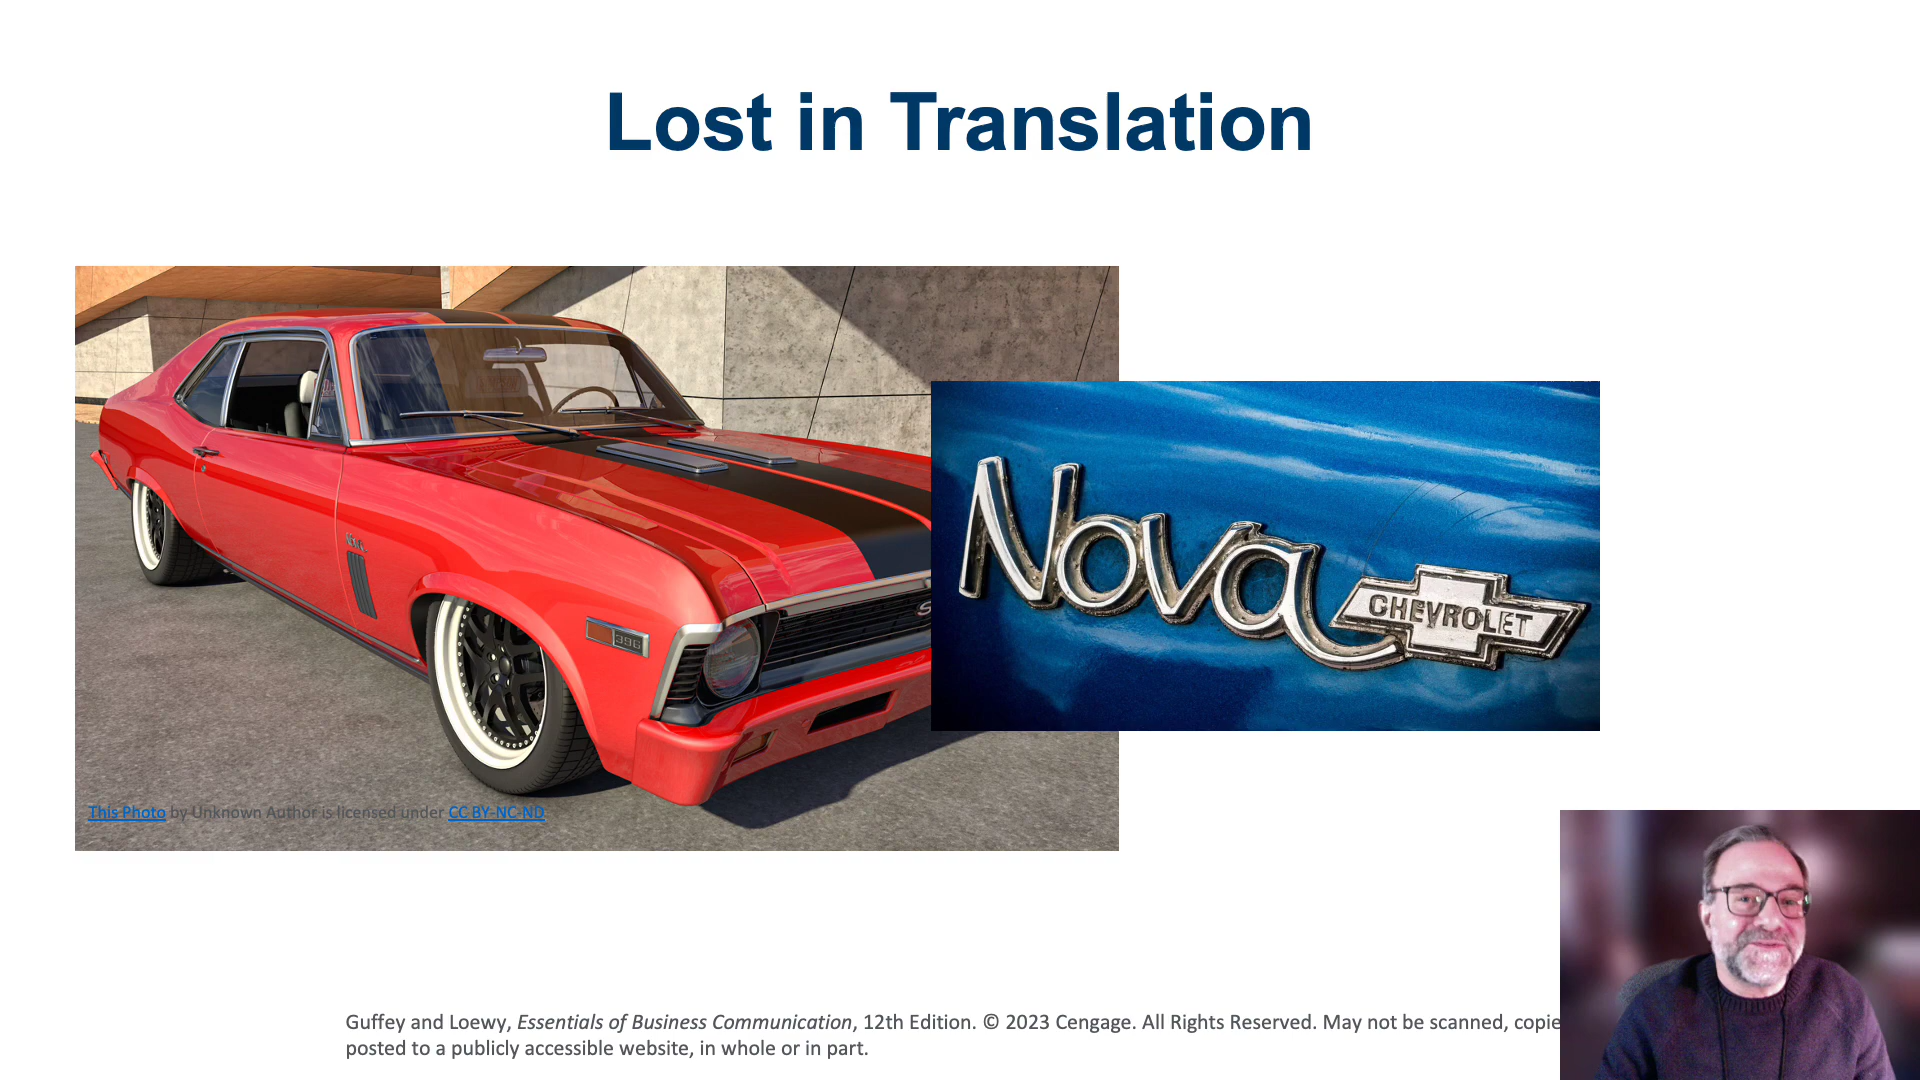 Lost in Translation
396
Nova
CHEVROLET
This Photo by Unknown Author is licensed under CC BY-NC-ND
Guffey and Loewy, Essentials of Business Communication, 12th Edition. © 2023 Cengage. All Rights Reserved. May not be scanned, copie
posted to a publicly accessible website, in whole or in part.